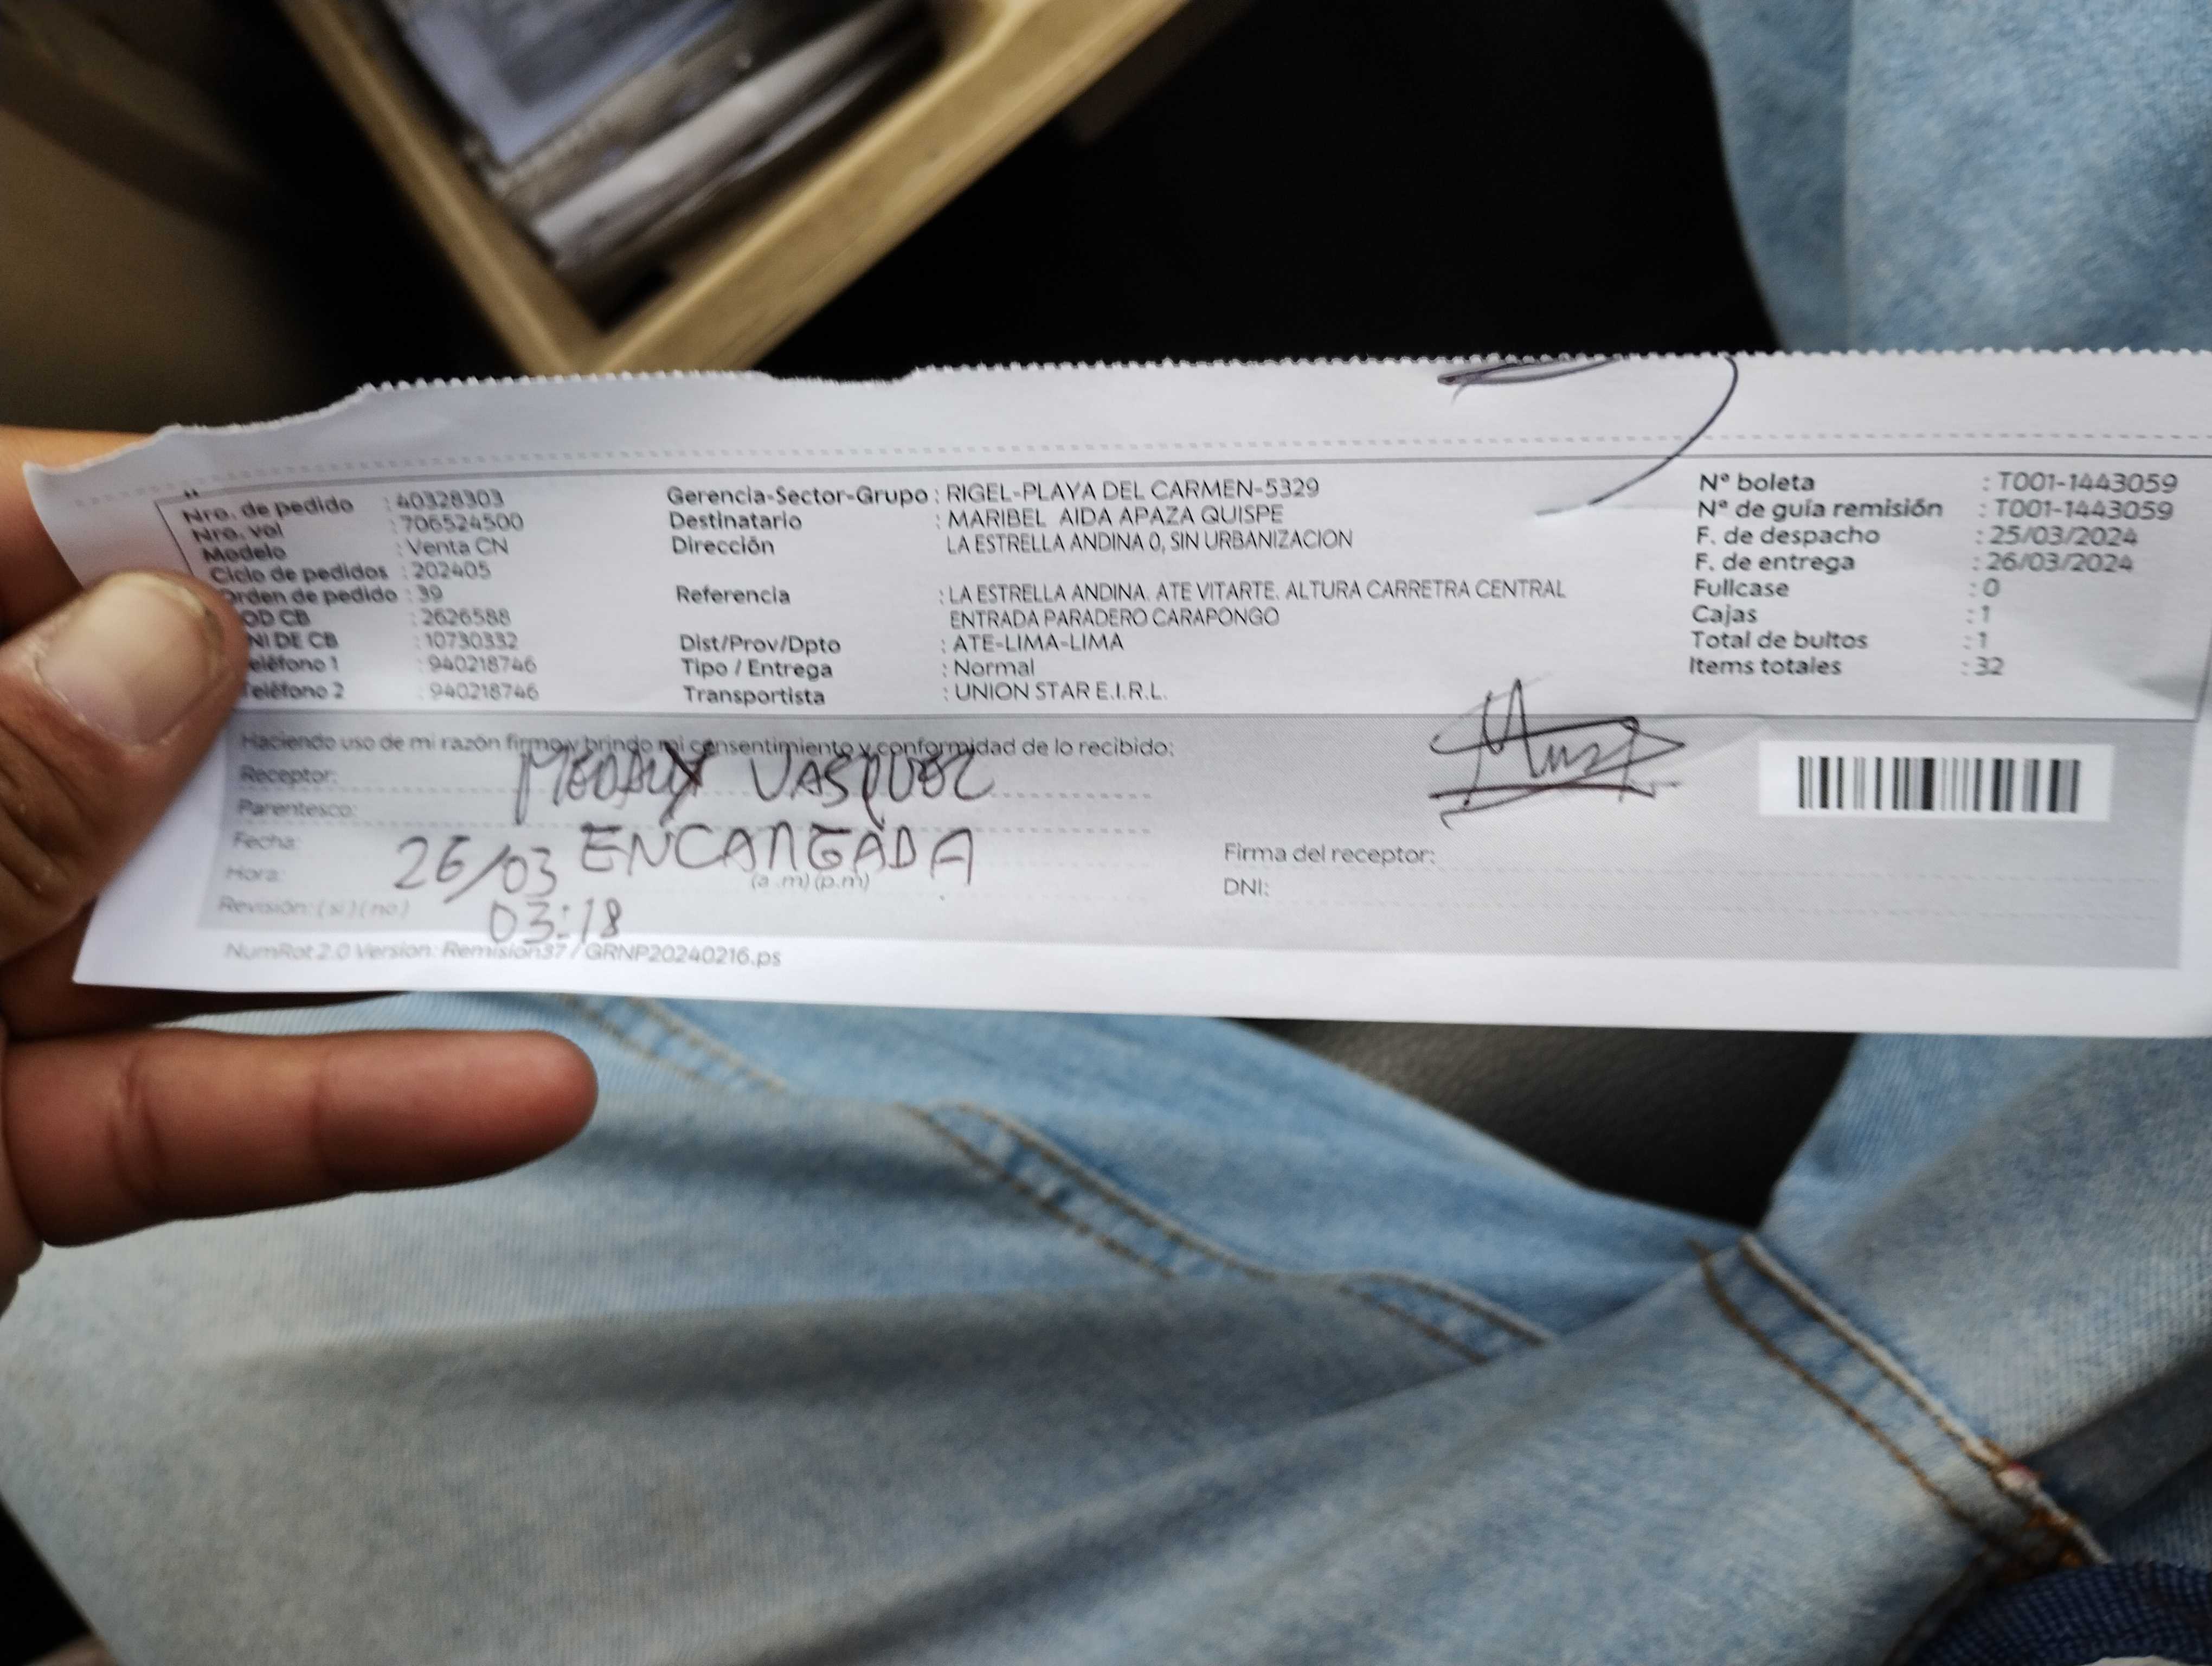 Nro. de pedido : 40328303
Nro. vol : 706524500
Modelo : Venta CN
Ciclo de pedidos : 202405
Orden de pedido : 39
OD CB : 2626588
NI DE CB : 10730332
eléfono 1 : 940218746
Teléfono 2 : 940218746
Gerencia-Sector-Grupo : RIGEL-PLAYA DEL CARMEN-5329
Destinatario : MARIBEL AIDA APAZA QUISPE
Dirección LA ESTRELLA ANDINA 0, SIN URBANIZACION
Referencia : LA ESTRELLA ANDINA. ATE VITARTE. ALTURA CARRETRA CENTRAL
ENTRADA PARADERO CARAPONGO
Dist/Prov/Dpto : ATE-LIMA-LIMA
Tipo / Entrega : Normal
Transportista : UNION STAR E.I.R.L.
Nº boleta : T001-1443059
Nº de guía remisión : T001-1443059
F. de despacho : 25/03/2024
F. de entrega : 26/03/2024
Fullcase : 0
Cajas : 1
Total de bultos : 1
Items totales : 32
Haciendo uso de mi razón firmo y brindo mi consentimiento y conformidad de lo recibido:
Receptor: VASQUEZ
Parentesco: ENCARGADA
Fecha: 26/03
Hora: 03:18 (a .m) (p.m)
Revisión: ( si ) ( no )
Firma del receptor:
DNI:
NumRot 2.0 Version: Remision37 / GRNP20240216.ps